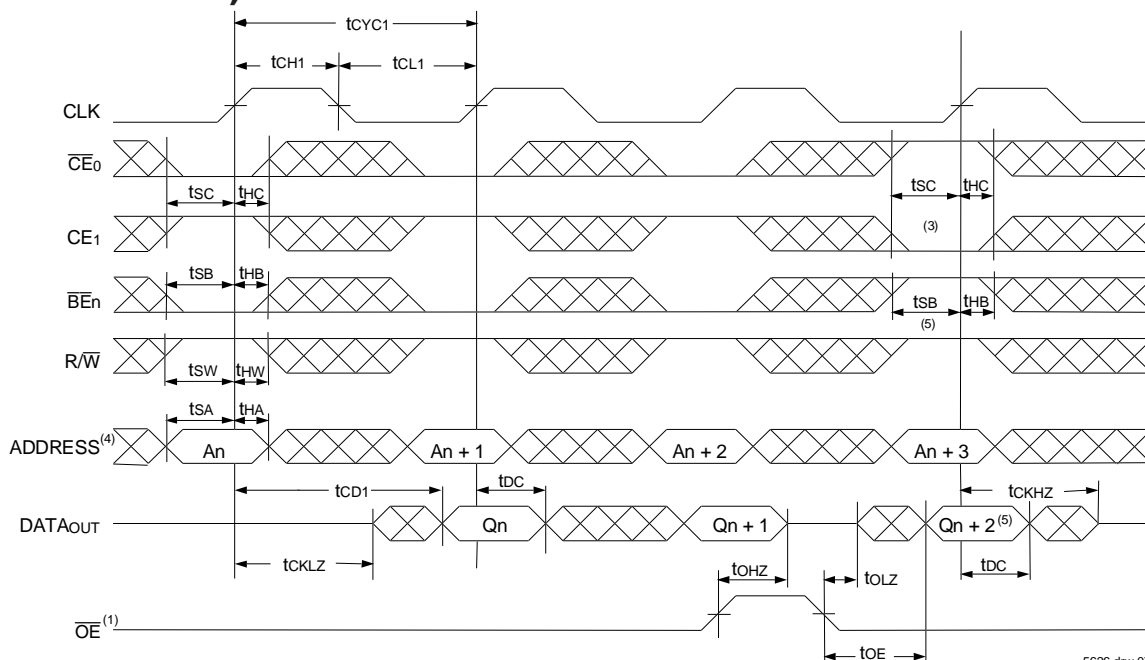 tCYC1
tCH1 tCL1
CLK
CE0
tSC tHC tSC tHC
CE1 (3)
tSB tHB
BEn tSB tHB
(5)
R/W
tSW tHW
tSA tHA
ADDRESS(4) An An + 1 An + 2 An + 3
tCD1 tDC tCKHZ
DATAOUT Qn Qn + 1 Qn + 2(5)
tCKLZ tOHZ tOLZ tDC
OE(1)
tOE